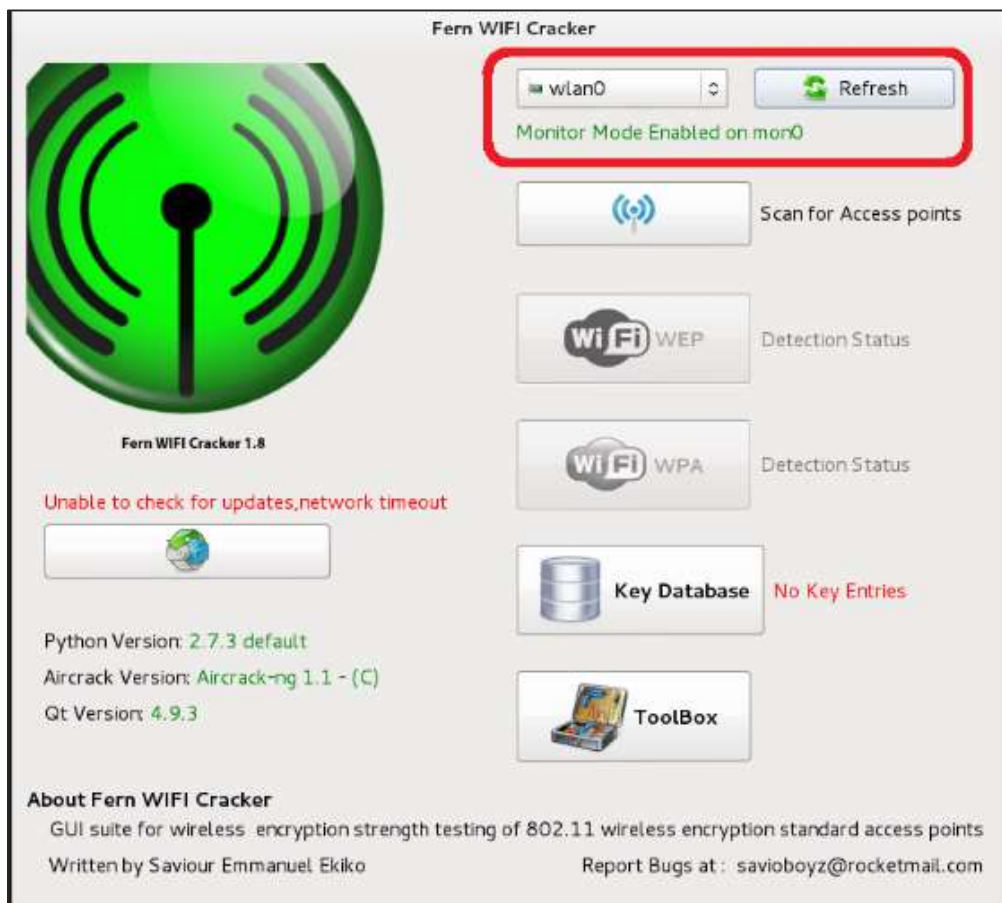 Fern WIFI Cracker
wlan0
Refresh
Monitor Mode Enabled on mon0
Scan for Access points
WiFi WEP
Detection Status
Fern WIFI Cracker 1.8
WiFi WPA
Detection Status
Unable to check for updates,network timeout
Key Database
No Key Entries
Python Version: 2.7.3 default
Aircrack Version: Aircrack-ng 1.1 - (C)
Qt Version: 4.9.3
ToolBox
About Fern WIFI Cracker
GUI suite for wireless encryption strength testing of 802.11 wireless encryption standard access points
Written by Saviour Emmanuel Ekiko
Report Bugs at : savioboyz@rocketmail.com